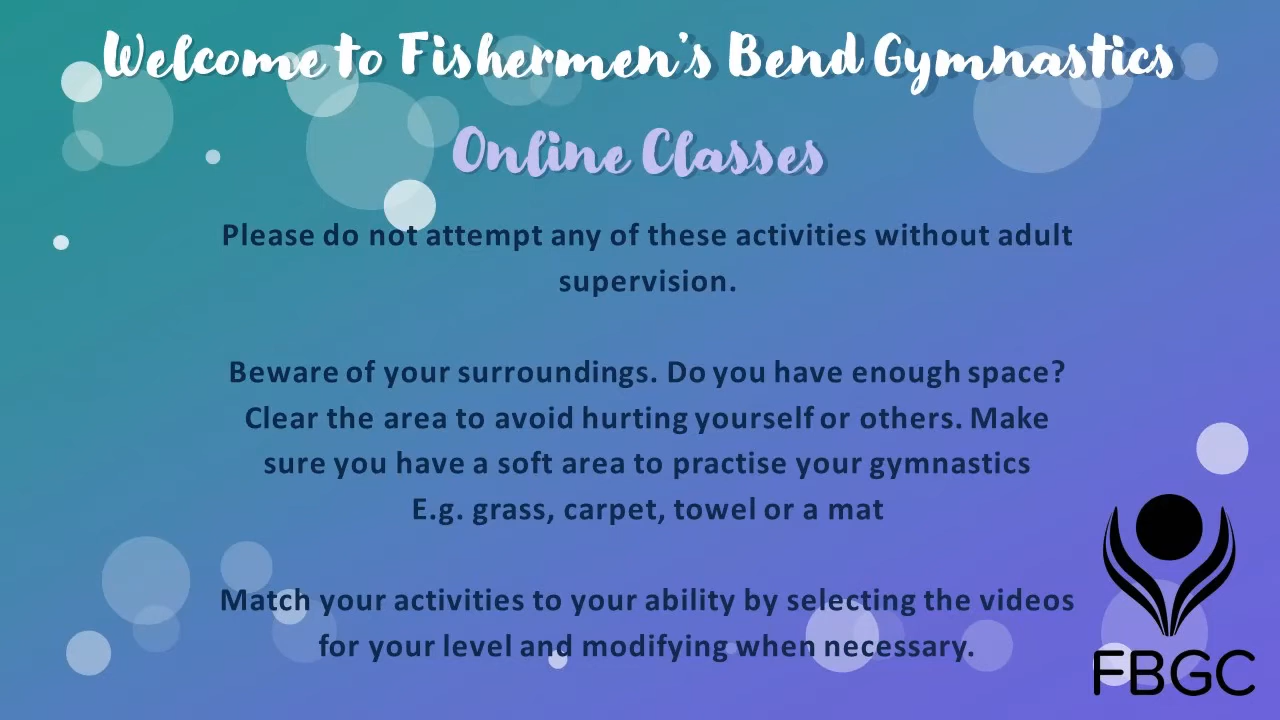 Welcome to Fishermen's Bend Gymnastics
Online Classes
Please do not attempt any of these activities without adult
supervision.
Beware of your surroundings. Do you have enough space?
Clear the area to avoid hurting yourself or others. Make
sure you have a soft area to practise your gymnastics
E.g. grass, carpet, towel or a mat
Match your activities to your ability by selecting the videos
for your level and modifying when necessary.
FBGC